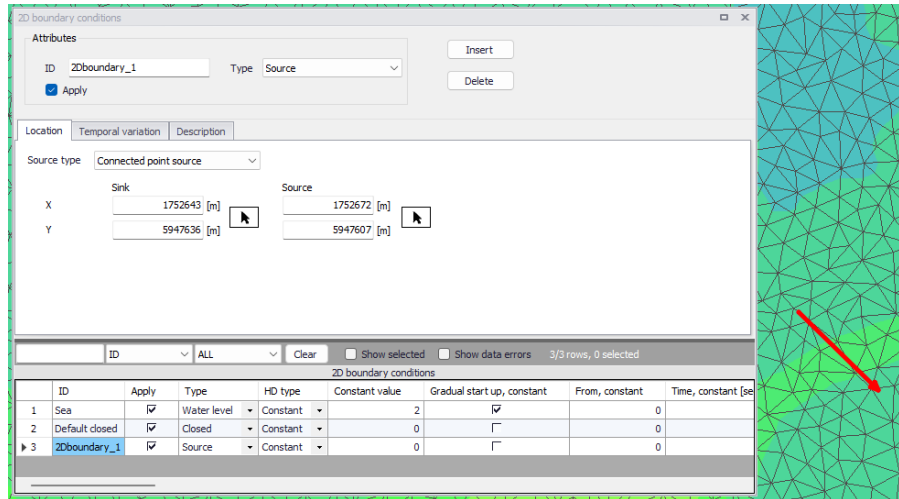 2D boundary conditions
Attributes
Insert
ID 2Dboundary_1 Type Source
Delete
Apply
Location Temporal variation Description
Source type Connected point source
Sink Source
X 1752643 [m] 1752672 [m]
Y 5947636 [m] 5947607 [m]
ID ALL Clear Show selected Show data errors 3/3 rows, 0 selected
2D boundary conditions
ID Apply Type HD type Constant value Gradual start up, constant From, constant Time, constant [se
1 Sea Water level Constant 2 0
2 Default closed Closed Constant 0 0
3 2Dboundary_1 Source Constant 0 0